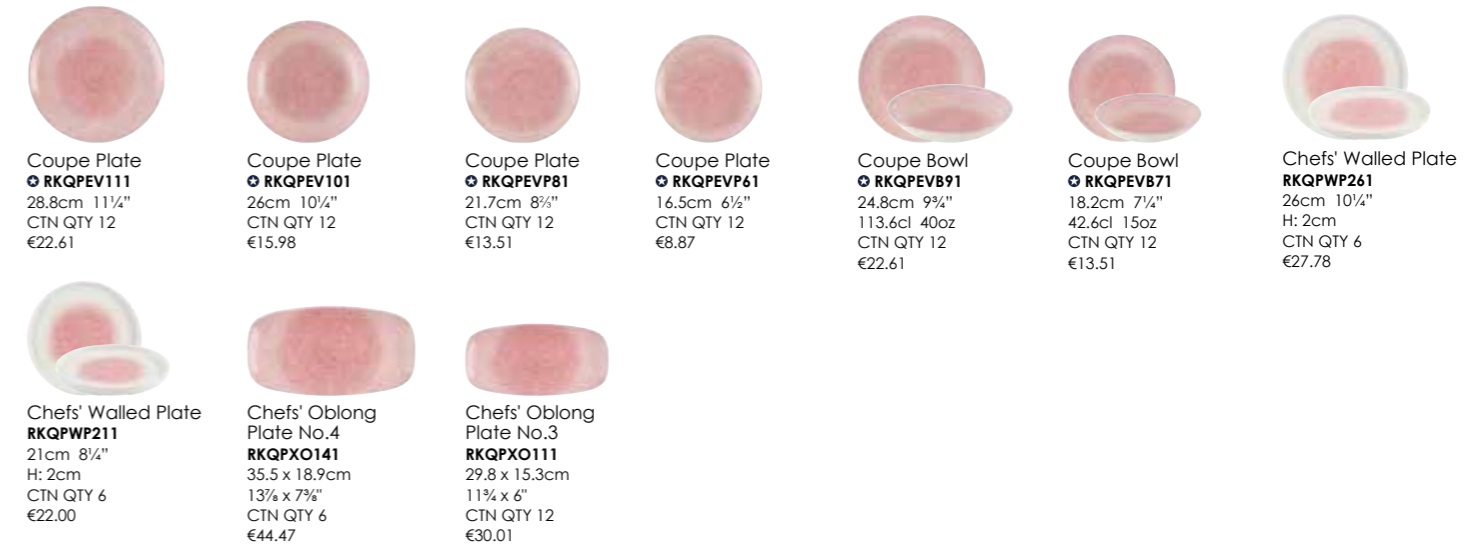 Coupe Plate
✪ RKQPEV111
28.8cm 11¼”
CTN QTY 12
€22.61
Coupe Plate
✪ RKQPEV101
26cm 10¼”
CTN QTY 12
€15.98
Coupe Plate
✪ RKQPEVP81
21.7cm 8⅔”
CTN QTY 12
€13.51
Coupe Plate
✪ RKQPEVP61
16.5cm 6½”
CTN QTY 12
€8.87
Coupe Bowl
✪ RKQPEVB91
24.8cm 9¾”
113.6cl 40oz
CTN QTY 12
€22.61
Coupe Bowl
✪ RKQPEVB71
18.2cm 7¼”
42.6cl 15oz
CTN QTY 12
€13.51
Chefs' Walled Plate
RKQPWP261
26cm 10¼”
H: 2cm
CTN QTY 6
€27.78
Chefs' Walled Plate
RKQPWP211
21cm 8¼”
H: 2cm
CTN QTY 6
€22.00
Chefs' Oblong
Plate No.4
RKQPXO141
35.5 x 18.9cm
13⅞ x 7⅜"
CTN QTY 6
€44.47
Chefs' Oblong
Plate No.3
RKQPXO111
29.8 x 15.3cm
11¾ x 6"
CTN QTY 12
€30.01